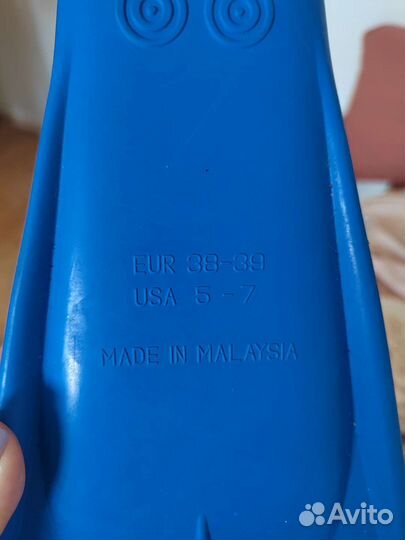 EUR 38-39
USA 5-7
MADE IN MALAYSIA
Avito